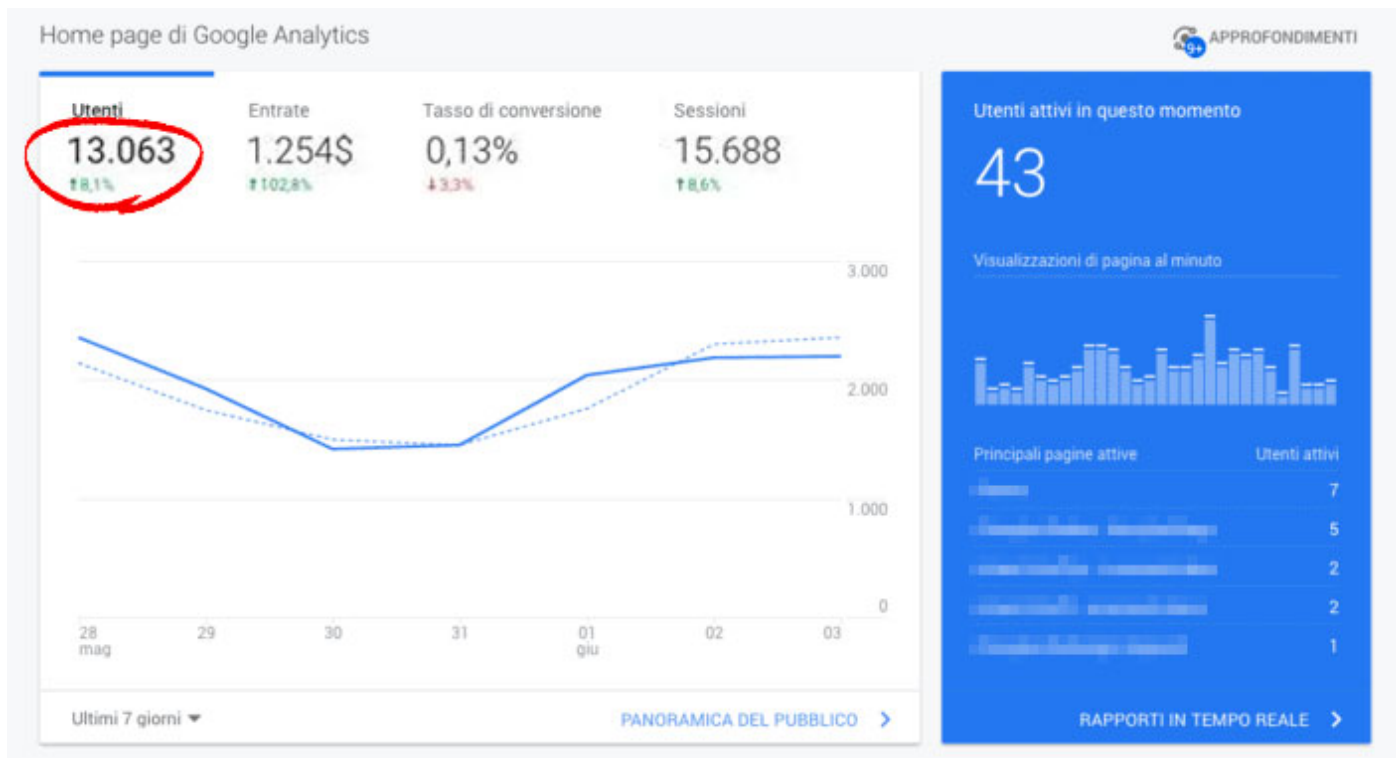 Home page di Google Analytics
9+ APPROFONDIMENTI
Utenti
13.063
⬆8,1%
Entrate
1.254$
⬆102,8%
Tasso di conversione
0,13%
⬇3,3%
Sessioni
15.688
⬆8,6%
3.000
2.000
1.000
0
28 29 30 31 01 02 03
mag giu
Ultimi 7 giorni
PANORAMICA DEL PUBBLICO
Utenti attivi in questo momento
43
Visualizzazioni di pagina al minuto
Principali pagine attive Utenti attivi
7
5
2
2
1
RAPPORTI IN TEMPO REALE